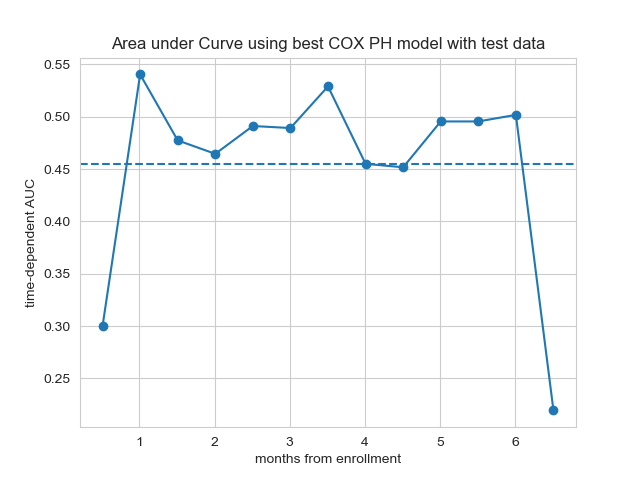 Area under Curve using best COX PH model with test data
time-dependent AUC
0.55
0.50
0.45
0.40
0.35
0.30
0.25
1 2 3 4 5 6
months from enrollment